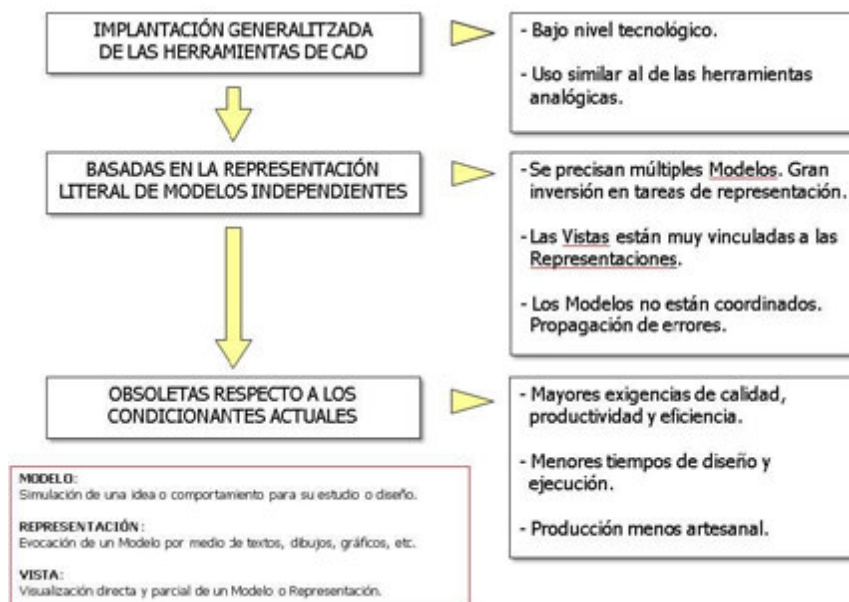 IMPLANTACIÓN GENERALITZADA
DE LAS HERRAMIENTAS DE CAD
- Bajo nivel tecnológico.
- Uso similar al de las herramientas
analógicas.
BASADAS EN LA REPRESENTACIÓN
LITERAL DE MODELOS INDEPENDIENTES
- Se precisan múltiples Modelos. Gran
inversión en tareas de representación.
- Las Vistas están muy vinculadas a las
Representaciones.
- Los Modelos no están coordinados.
Propagación de errores.
OBSOLETAS RESPECTO A LOS
CONDICIONANTES ACTUALES
- Mayores exigencias de calidad,
productividad y eficiencia.
- Menores tiempos de diseño y
ejecución.
- Producción menos artesanal.
MODELO:
Simulación de una idea o comportamiento para su estudio o diseño.
REPRESENTACIÓN:
Evocación de un Modelo por medio de textos, dibujos, gráficos, etc.
VISTA:
Visualización directa y parcial de un Modelo o Representación.